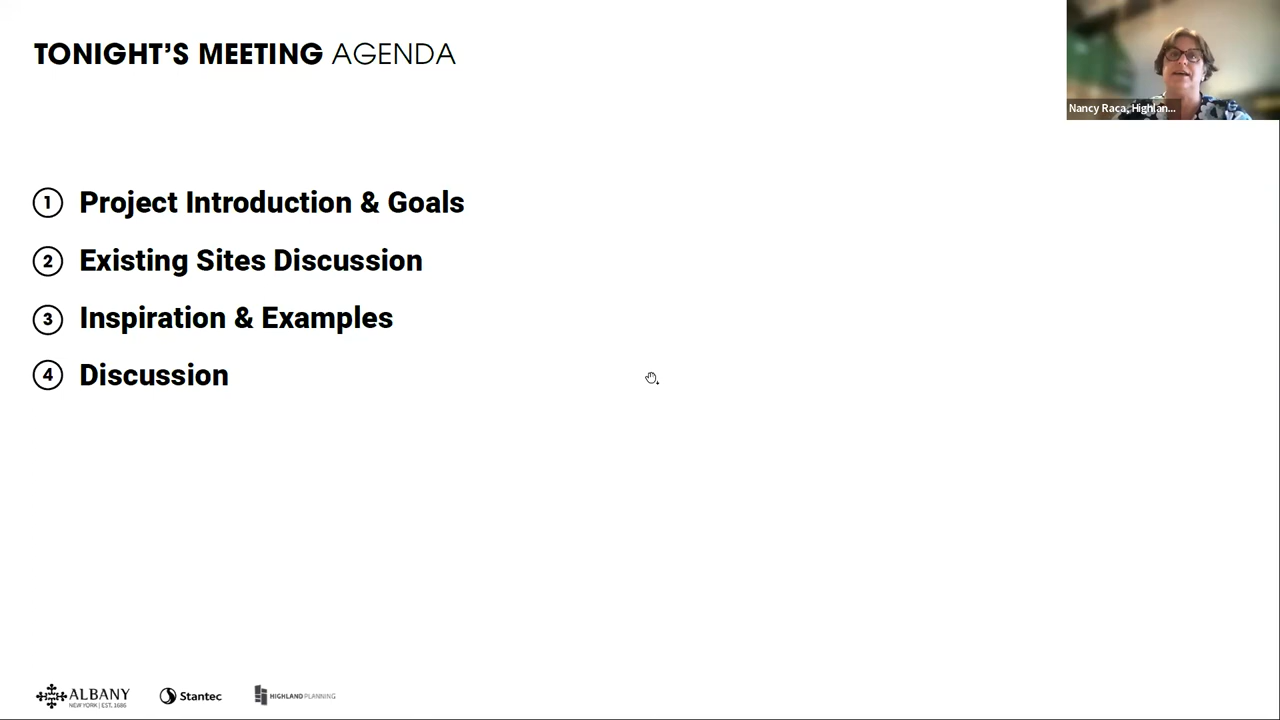 TONIGHT'S MEETING AGENDA
Nancy Raca, Highlan...
1 Project Introduction & Goals
2 Existing Sites Discussion
3 Inspiration & Examples
4 Discussion
ALBANY
NEW YORK | EST. 1686
Stantec
HIGHLAND PLANNING